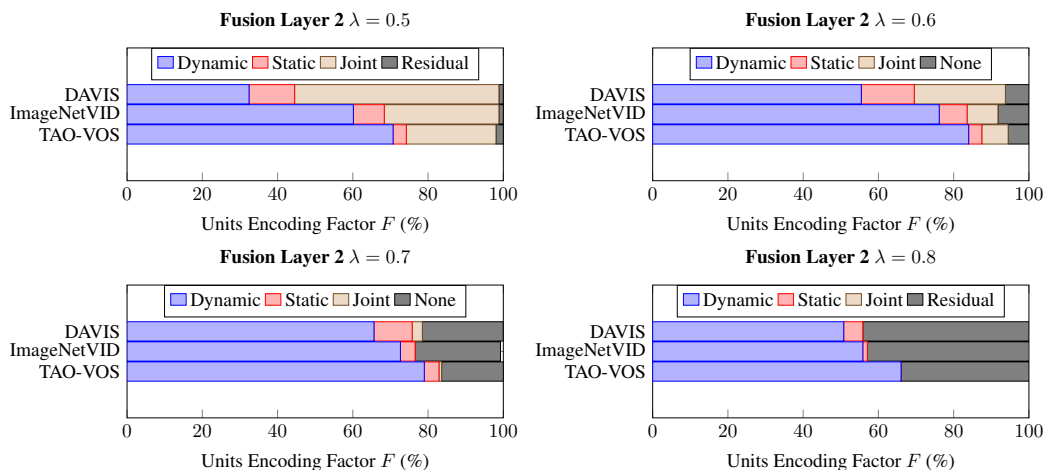 Fusion Layer 2 λ = 0.5
Dynamic Static Joint Residual
DAVIS
ImageNetVID
TAO-VOS
0 20 40 60 80 100
Units Encoding Factor F (%)
Fusion Layer 2 λ = 0.6
Dynamic Static Joint None
DAVIS
ImageNetVID
TAO-VOS
0 20 40 60 80 100
Units Encoding Factor F (%)
Fusion Layer 2 λ = 0.7
Dynamic Static Joint None
DAVIS
ImageNetVID
TAO-VOS
0 20 40 60 80 100
Units Encoding Factor F (%)
Fusion Layer 2 λ = 0.8
Dynamic Static Joint Residual
DAVIS
ImageNetVID
TAO-VOS
0 20 40 60 80 100
Units Encoding Factor F (%)